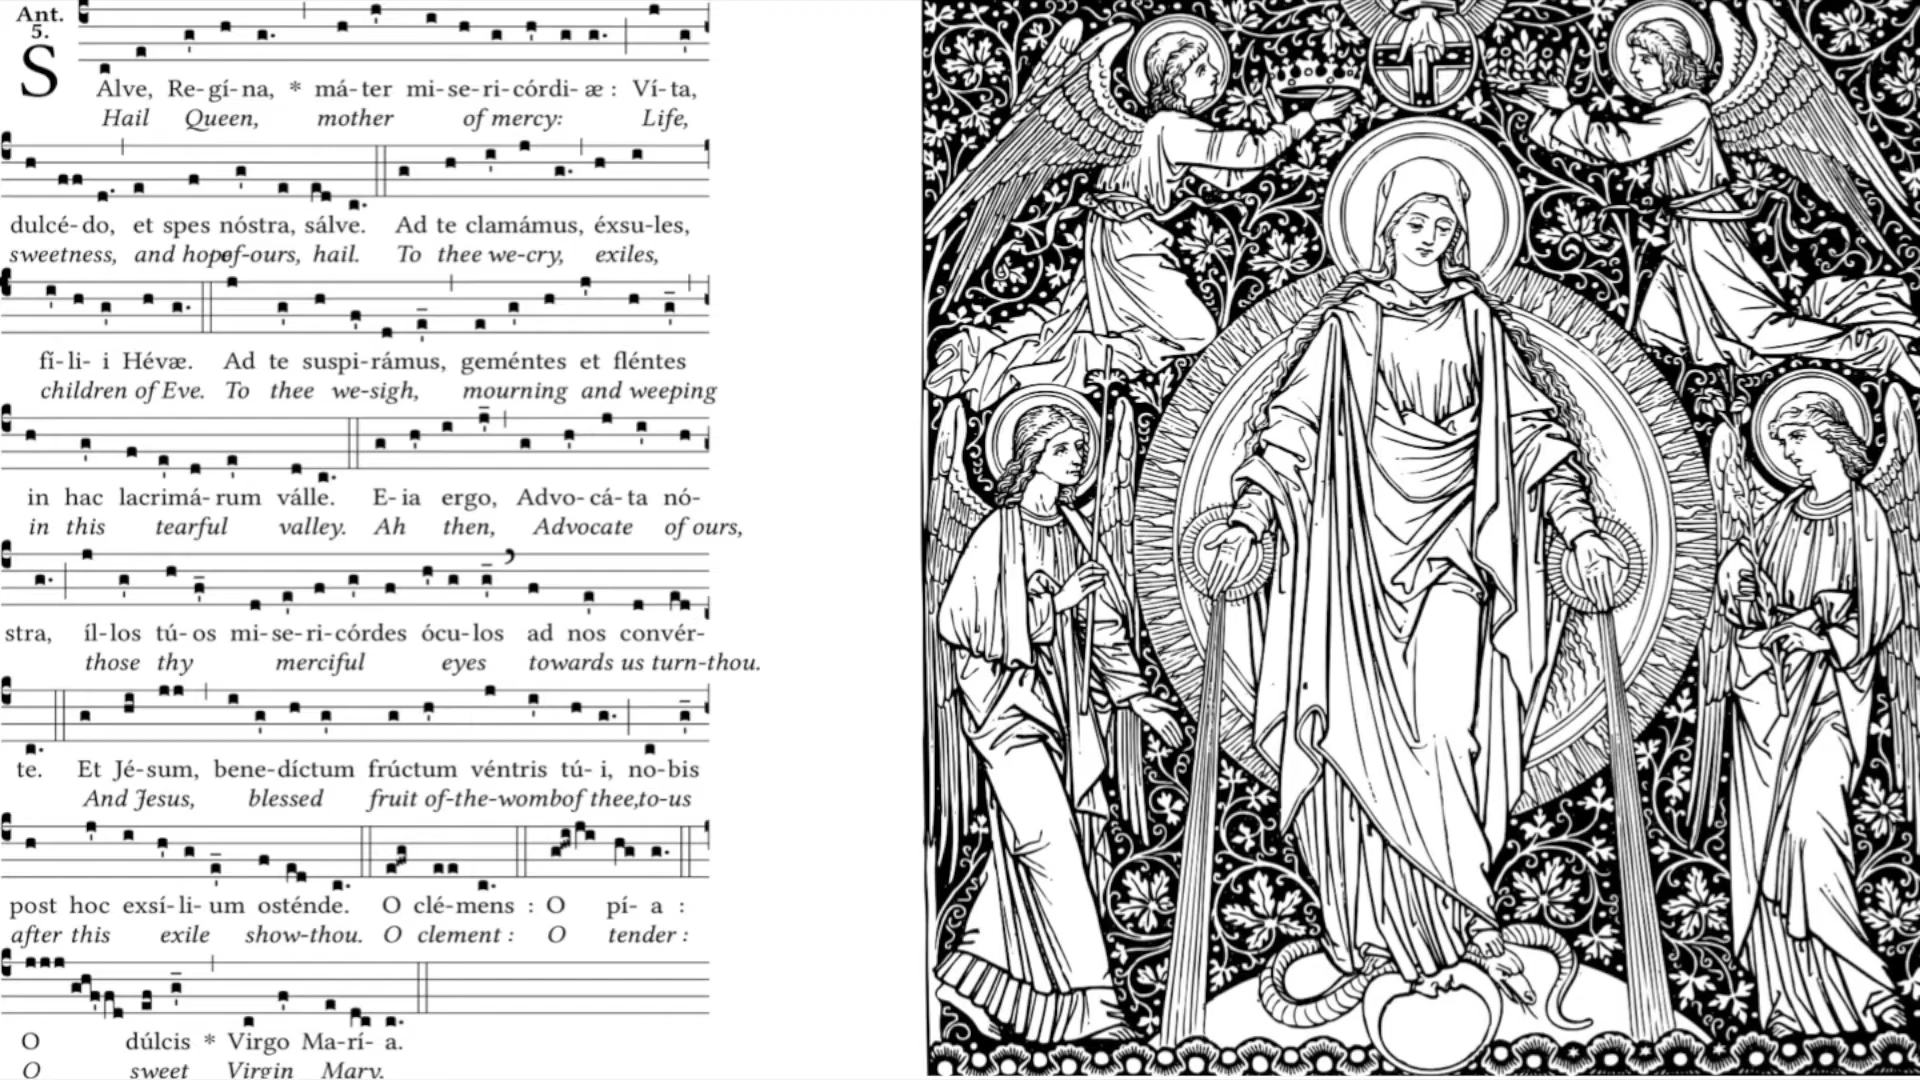 Ant.
5.
SAlve, Re-gí-na, * má-ter mi-se-ri-córdi-æ : Ví-ta,
Hail Queen, mother of mercy: Life,
dulcé-do, et spes nóstra, sálve. Ad te clamámus, éxsu-les,
sweetness, and hope of-ours, hail. To thee we-cry, exiles,
fí-li-i Hévæ. Ad te suspi-rámus, geméntes et fléntes
children of Eve. To thee we-sigh, mourning and weeping
in hac lacrimá-rum válle. E-ia ergo, Advo-cá-ta nó-
in this tearful valley. Ah then, Advocate of ours,
stra, íl-los tú-os mi-se-ri-córdes ócu-los ad nos convér-
those thy merciful eyes towards us turn-thou.
te. Et Jé-sum, bene-díctum frúctum véntris tú-i, no-bis
And Jesus, blessed fruit of-the-womb of thee, to-us
post hoc exsí-li-um osténde. O clé-mens : O pí-a :
after this exile show-thou. O clement : O tender :
O dúlcis * Virgo Ma-rí-a.
O sweet Virgin Mary.